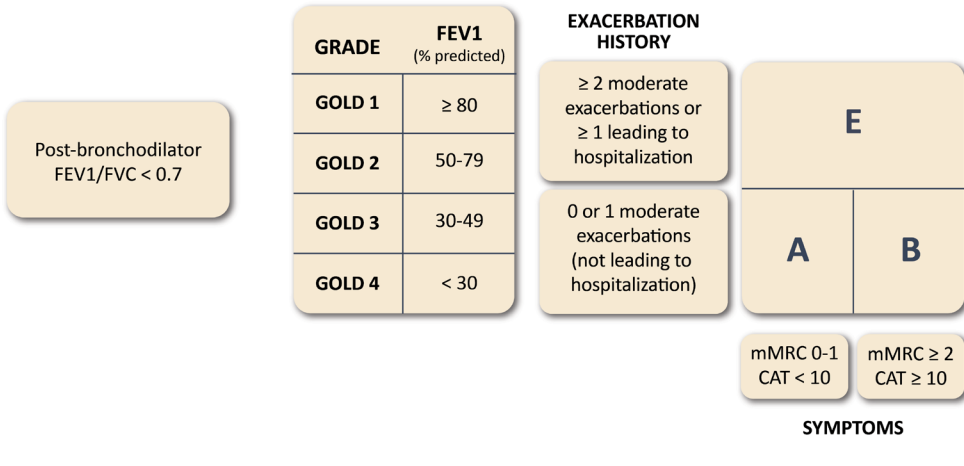 Post-bronchodilator
FEV1/FVC < 0.7
GRADE
FEV1
(% predicted)
GOLD 1
≥ 80
GOLD 2
50-79
GOLD 3
30-49
GOLD 4
< 30
EXACERBATION
HISTORY
≥ 2 moderate
exacerbations or
≥ 1 leading to
hospitalization
0 or 1 moderate
exacerbations
(not leading to
hospitalization)
E
A
B
mMRC 0-1
CAT < 10
mMRC ≥ 2
CAT ≥ 10
SYMPTOMS